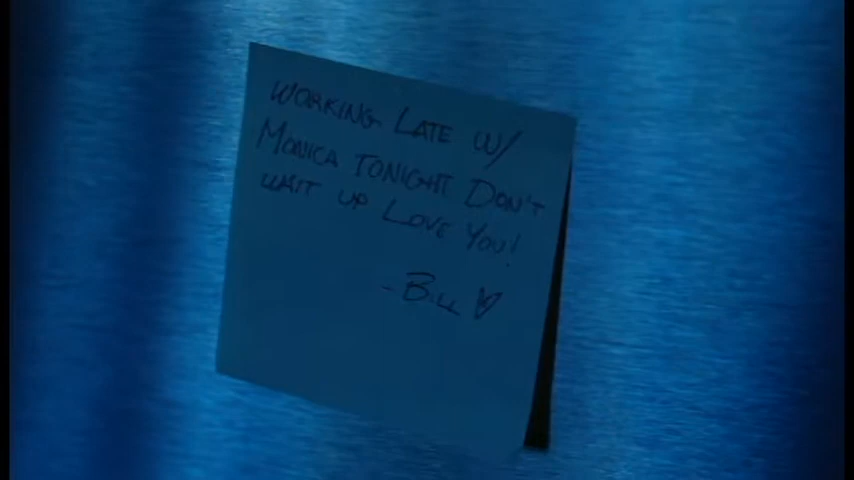 WORKING LATE W/
MONICA TONIGHT DON'T
WAIT UP LOVE YOU!
- BILL ♡